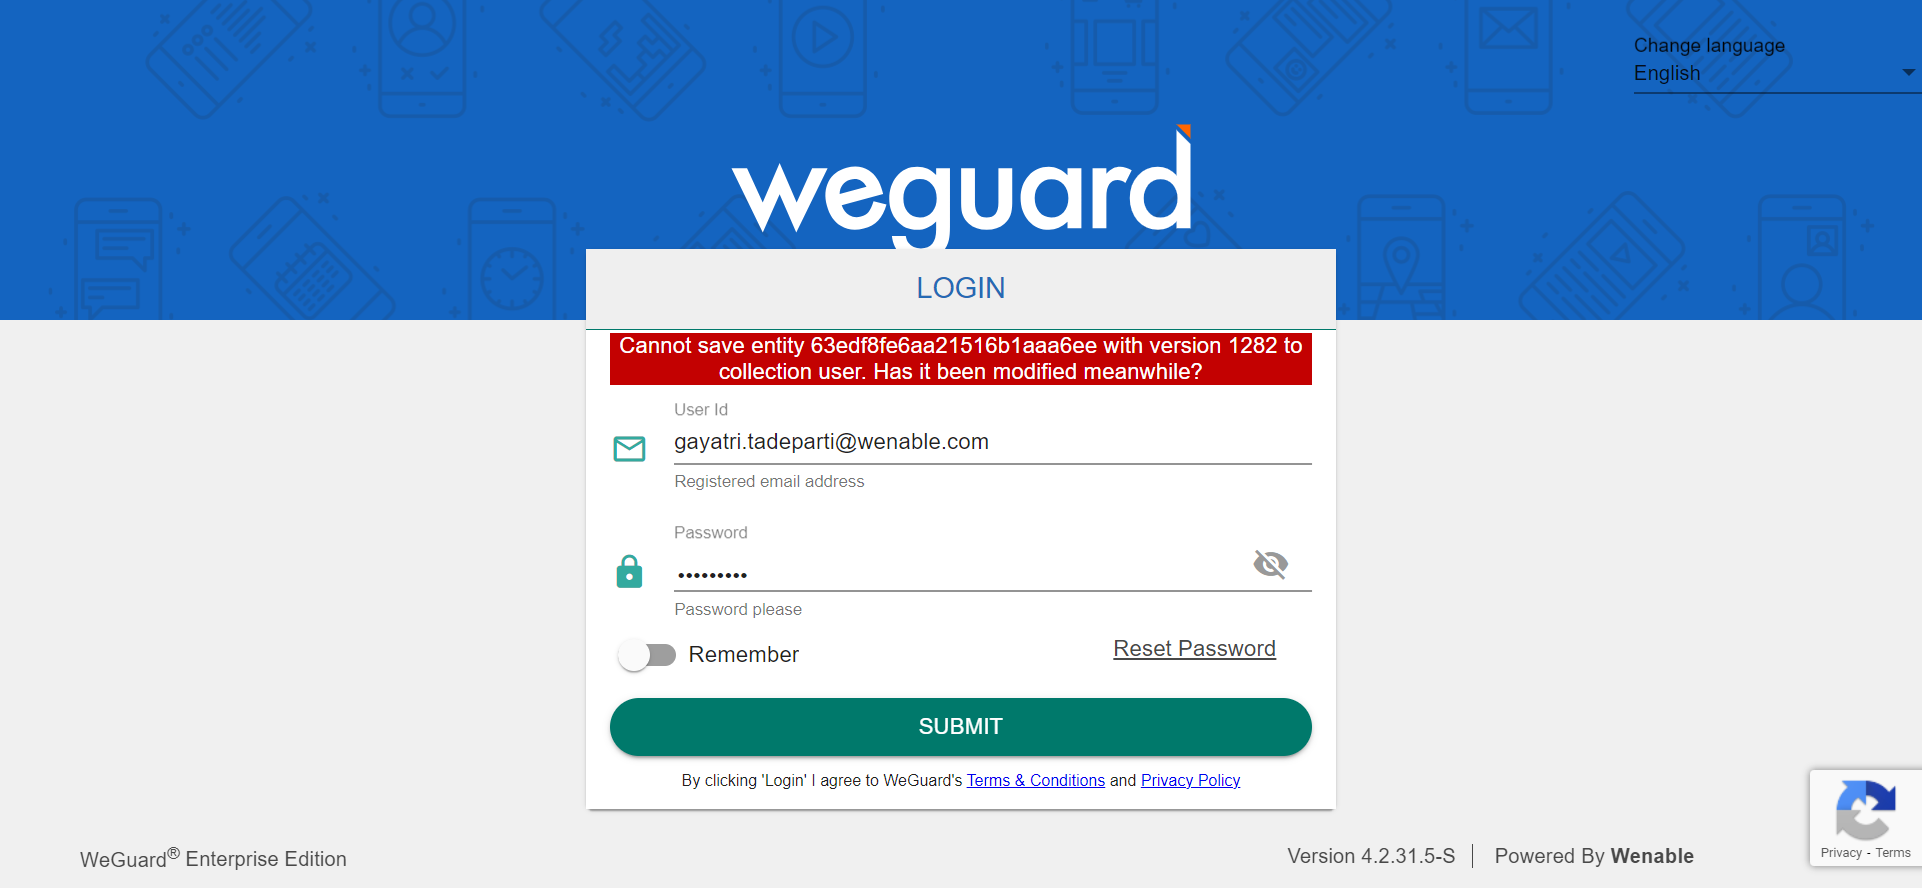 Change language
English
weguard
LOGIN
Cannot save entity 63edf8fe6aa21516b1aaa6ee with version 1282 to
collection user. Has it been modified meanwhile?
User Id
gayatri.tadeparti@wenable.com
Registered email address
Password
•••••••••
Password please
Remember
Reset Password
SUBMIT
By clicking 'Login' I agree to WeGuard's Terms & Conditions and Privacy Policy
WeGuard® Enterprise Edition
Version 4.2.31.5-S | Powered By Wenable
Privacy - Terms